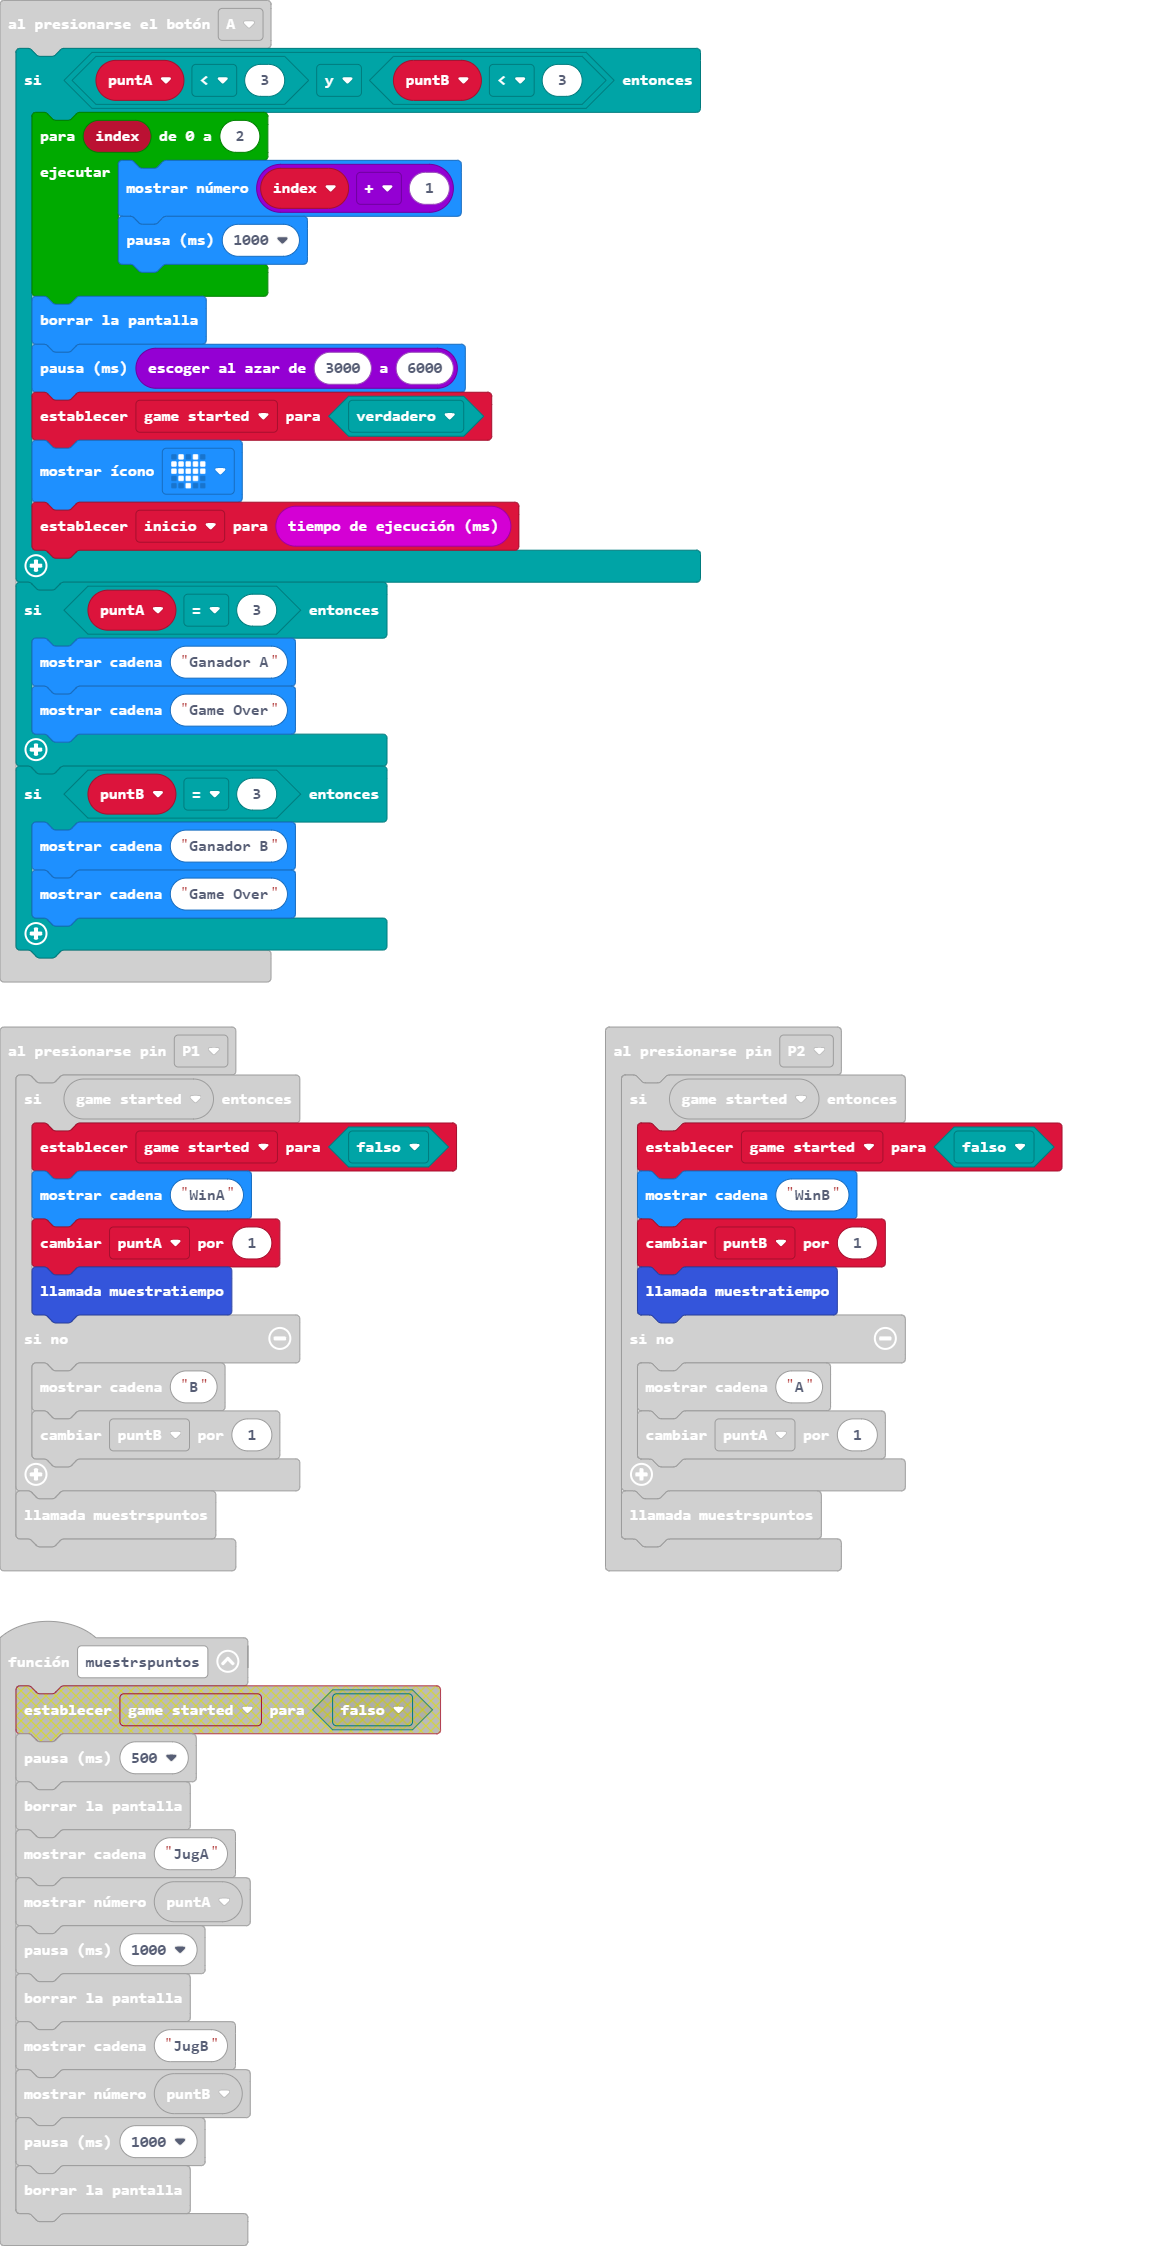 al presionarse el botón A
si puntA < 3 y puntB < 3 entonces
para index de 0 a 2
ejecutar
mostrar número index + 1
pausa (ms) 1000
borrar la pantalla
pausa (ms) escoger al azar de 3000 a 6000
establecer game started para verdadero
mostrar ícono
establecer inicio para tiempo de ejecución (ms)
si puntA = 3 entonces
mostrar cadena "Ganador A"
mostrar cadena "Game Over"
si puntB = 3 entonces
mostrar cadena "Ganador B"
mostrar cadena "Game Over"
al presionarse pin P1
si game started entonces
establecer game started para falso
mostrar cadena "WinA"
cambiar puntA por 1
llamada muestratiempo
si no
mostrar cadena "B"
cambiar puntB por 1
llamada muestrspuntos
al presionarse pin P2
si game started entonces
establecer game started para falso
mostrar cadena "WinB"
cambiar puntB por 1
llamada muestratiempo
si no
mostrar cadena "A"
cambiar puntA por 1
llamada muestrspuntos
función muestrspuntos
establecer game started para falso
pausa (ms) 500
borrar la pantalla
mostrar cadena "JugA"
mostrar número puntA
pausa (ms) 1000
borrar la pantalla
mostrar cadena "JugB"
mostrar número puntB
pausa (ms) 1000
borrar la pantalla